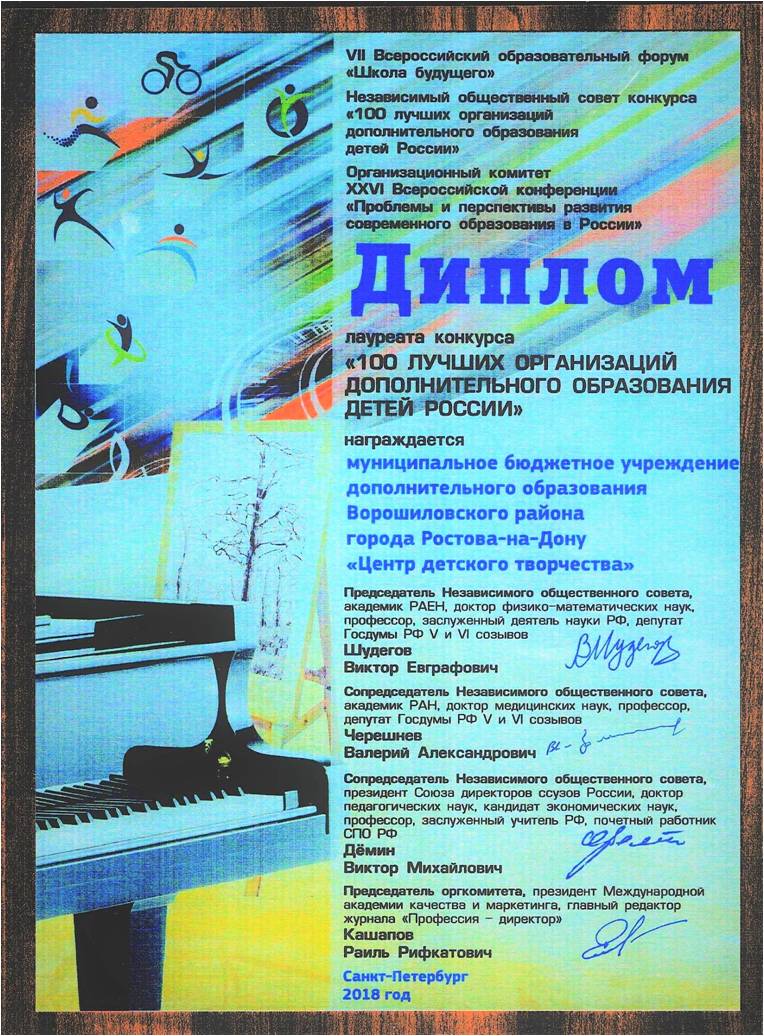 VII Всероссийский образовательный форум
«Школа будущего»
Независимый общественный совет конкурса
«100 лучших организаций
дополнительного образования
детей России»
Организационный комитет
XXVI Всероссийской конференции
«Проблемы и перспективы развития
современного образования в России»
Диплом
лауреата конкурса
«100 ЛУЧШИХ ОРГАНИЗАЦИЙ
ДОПОЛНИТЕЛЬНОГО ОБРАЗОВАНИЯ
ДЕТЕЙ РОССИИ»
награждается
муниципальное бюджетное учреждение
дополнительного образования
Ворошиловского района
города Ростова-на-Дону
«Центр детского творчества»
Председатель Независимого общественного совета,
академик РАЕН, доктор физико-математических наук,
профессор, заслуженный деятель науки РФ, депутат
Госдумы РФ V и VI созывов
Шудегов
Виктор Евграфович
Сопредседатель Независимого общественного совета,
академик РАН, доктор медицинских наук, профессор,
депутат Госдумы РФ V и VI созывов
Черешнев
Валерий Александрович
Сопредседатель Независимого общественного совета,
президент Союза директоров ссузов России, доктор
педагогических наук, кандидат экономических наук,
профессор, заслуженный учитель РФ, почетный работник
СПО РФ
Дёмин
Виктор Михайлович
Председатель оргкомитета, президент Международной
академии качества и маркетинга, главный редактор
журнала «Профессия – директор»
Кашапов
Раиль Рифкатович
Санкт-Петербург
2018 год